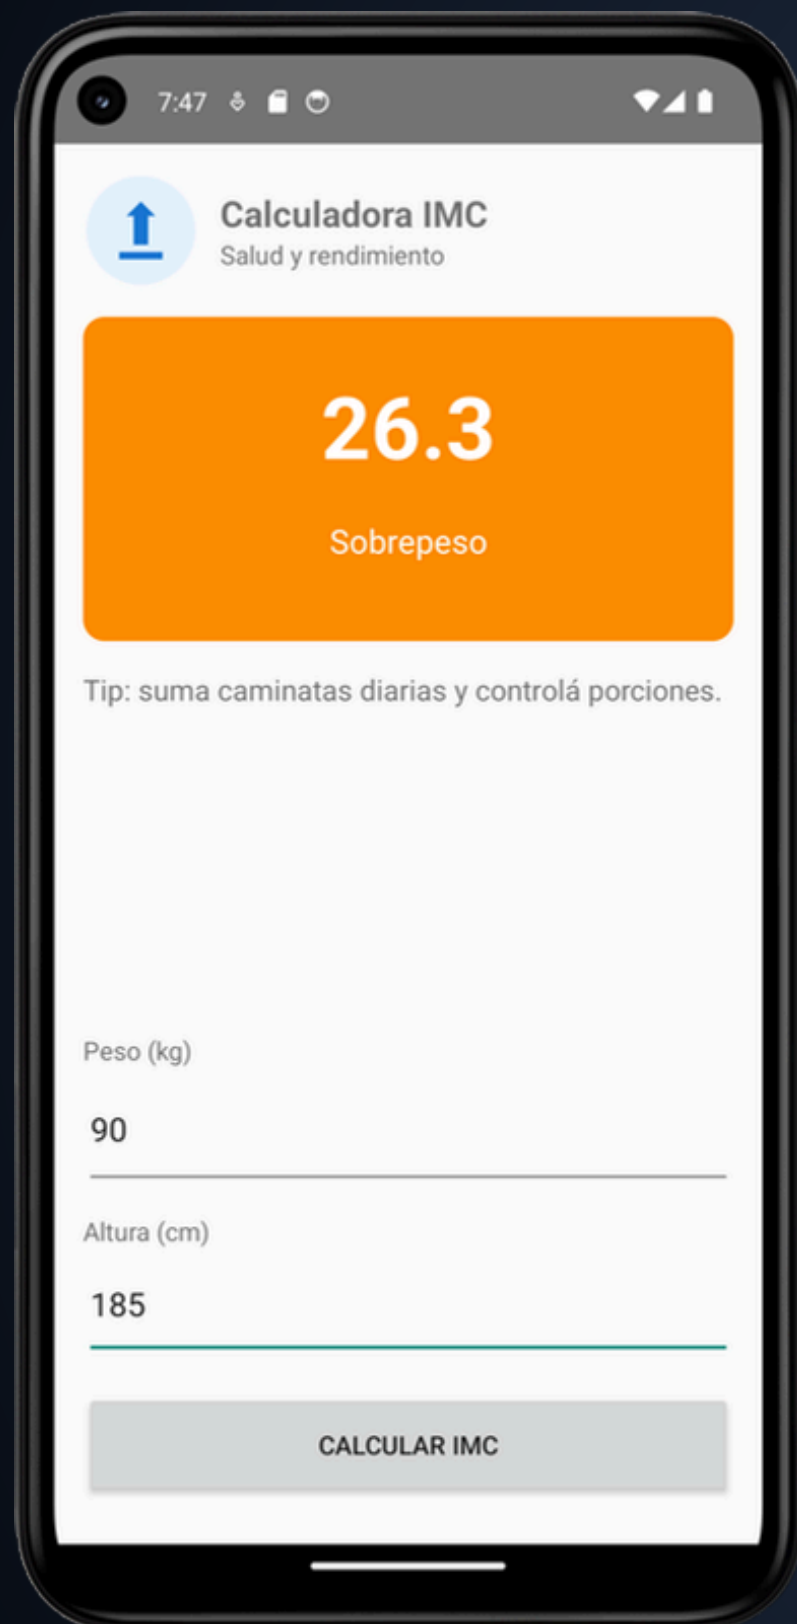 7:47
Calculadora IMC
Salud y rendimiento
26.3
Sobrepeso
Tip: suma caminatas diarias y controlá porciones.
Peso (kg)
90
Altura (cm)
185
CALCULAR IMC